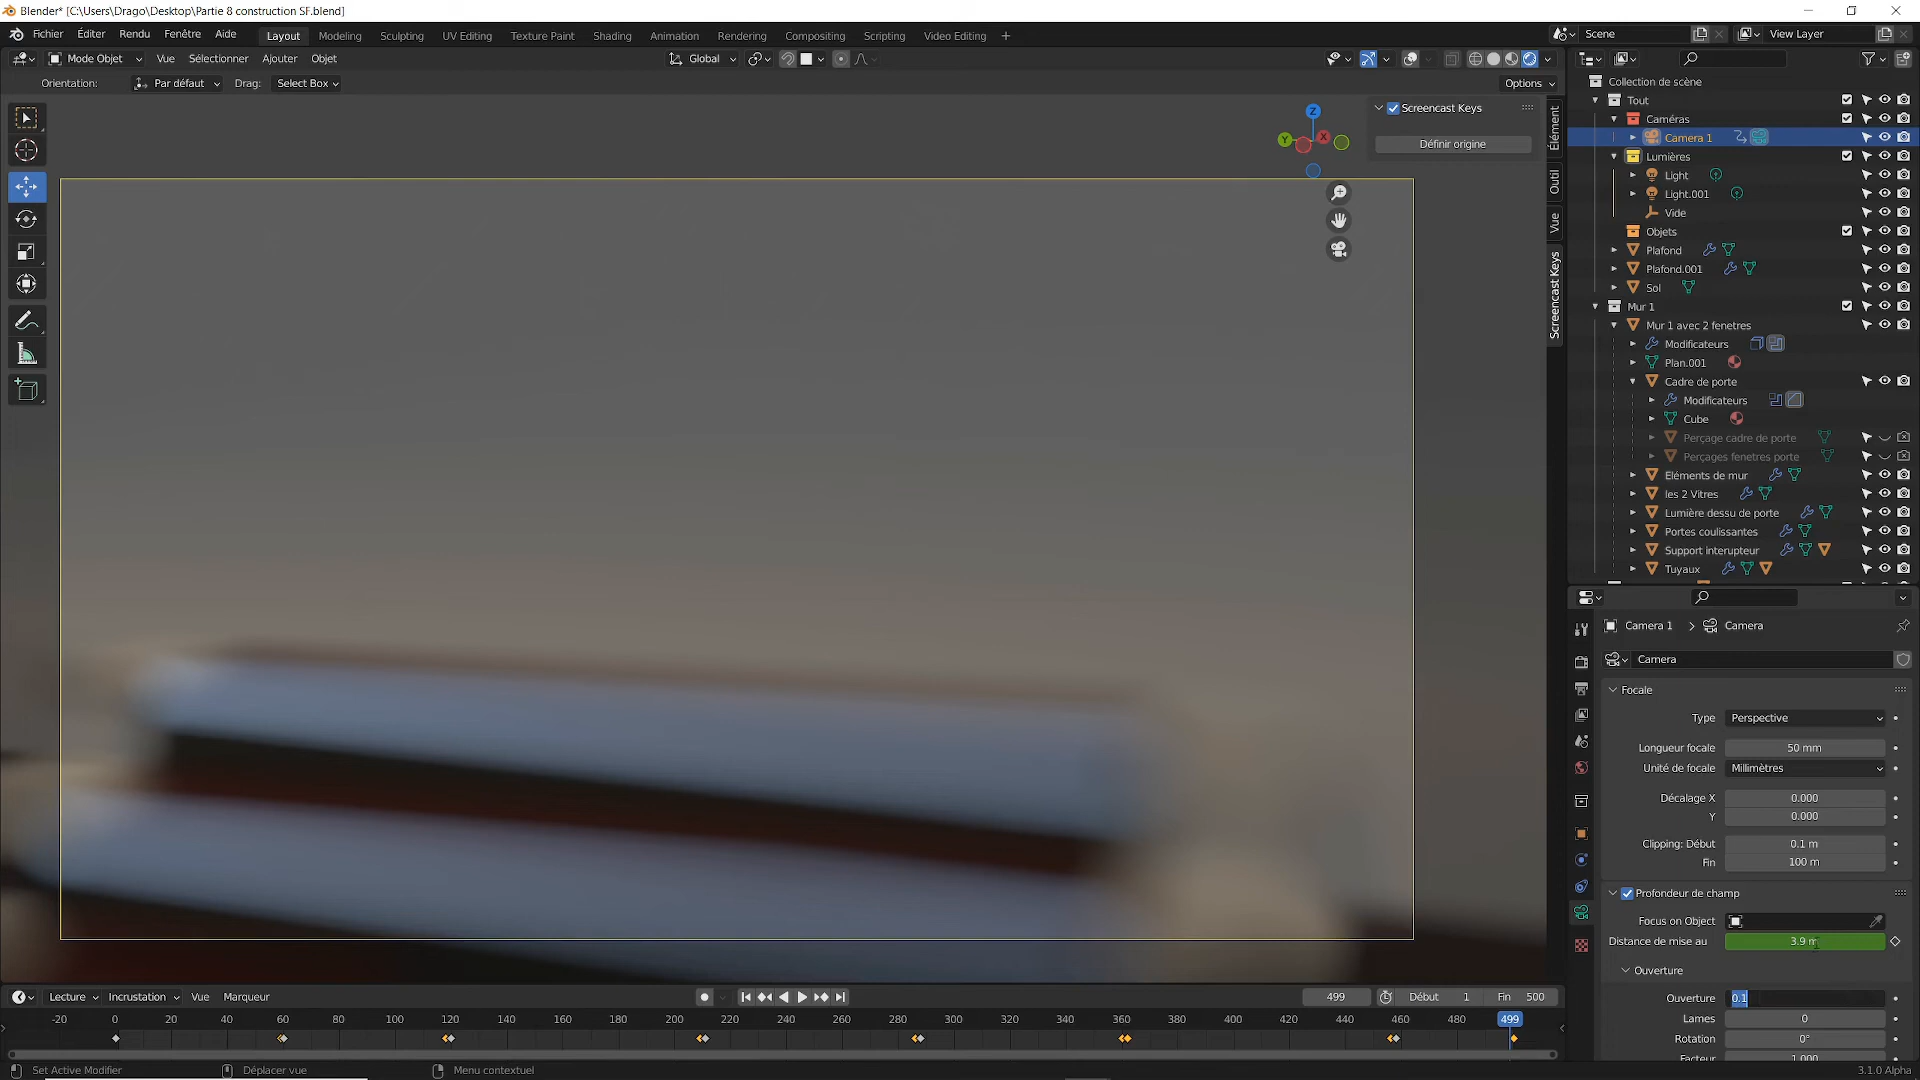 Blender* [C:\Users\Drago\Desktop\Partie 8 construction SF.blend]
Fichier Éditer Rendu Fenêtre Aide Layout Modeling Sculpting UV Editing Texture Paint Shading Animation Rendering Compositing Scripting Video Editing + Scene View Layer
Mode Objet Vue Sélectionner Ajouter Objet Global
Orientation: Par défaut Drag: Select Box Options
Screencast Keys
Définir origine
Z
Y
X
Élément
Outil
Vue
Screencast Keys
Collection de scène
Tout
Caméras
Camera 1
Lumières
Light
Light.001
Vide
Objets
Plafond
Plafond.001
Sol
Mur 1
Mur 1 avec 2 fenetres
Modificateurs
Plan.001
Cadre de porte
Modificateurs
Cube
Perçage cadre de porte
Perçages fenetres porte
Eléments de mur
les 2 Vitres
Lumière dessu de porte
Portes coulissantes
Support interupteur
Tuyaux
Camera 1 > Camera
Camera
Focale
Type Perspective
Longueur focale 50 mm
Unité de focale Millimètres
Décalage X 0.000
Y 0.000
Clipping: Début 0.1 m
Fin 100 m
Profondeur de champ
Focus on Object
Distance de mise au 3.9 m
Ouverture
Ouverture 0.1
Lames 0
Rotation 0°
Facteur 1.000
Lecture Incrustation Vue Marqueur 499 Début 1 Fin 500
-20 0 20 40 60 80 100 120 140 160 180 200 220 240 260 280 300 320 340 360 380 400 420 440 460 480 499
Set Active Modifier Déplacer vue Menu contextuel 3.1.0 Alpha